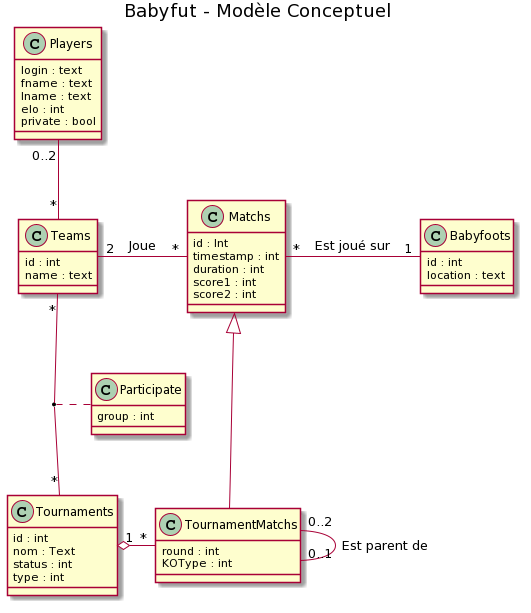 Babyfut - Modèle Conceptuel
C Players
login : text
fname : text
lname : text
elo : int
private : bool
0..2
*
C Teams
id : int
name : text
2 Joue *
C Matchs
id : Int
timestamp : int
duration : int
score1 : int
score2 : int
* Est joué sur 1
C Babyfoots
id : int
location : text
*
C Participate
group : int
*
C Tournaments
id : int
nom : Text
status : int
type : int
1 *
C TournamentMatchs
round : int
KOType : int
0..2
Est parent de
0..1